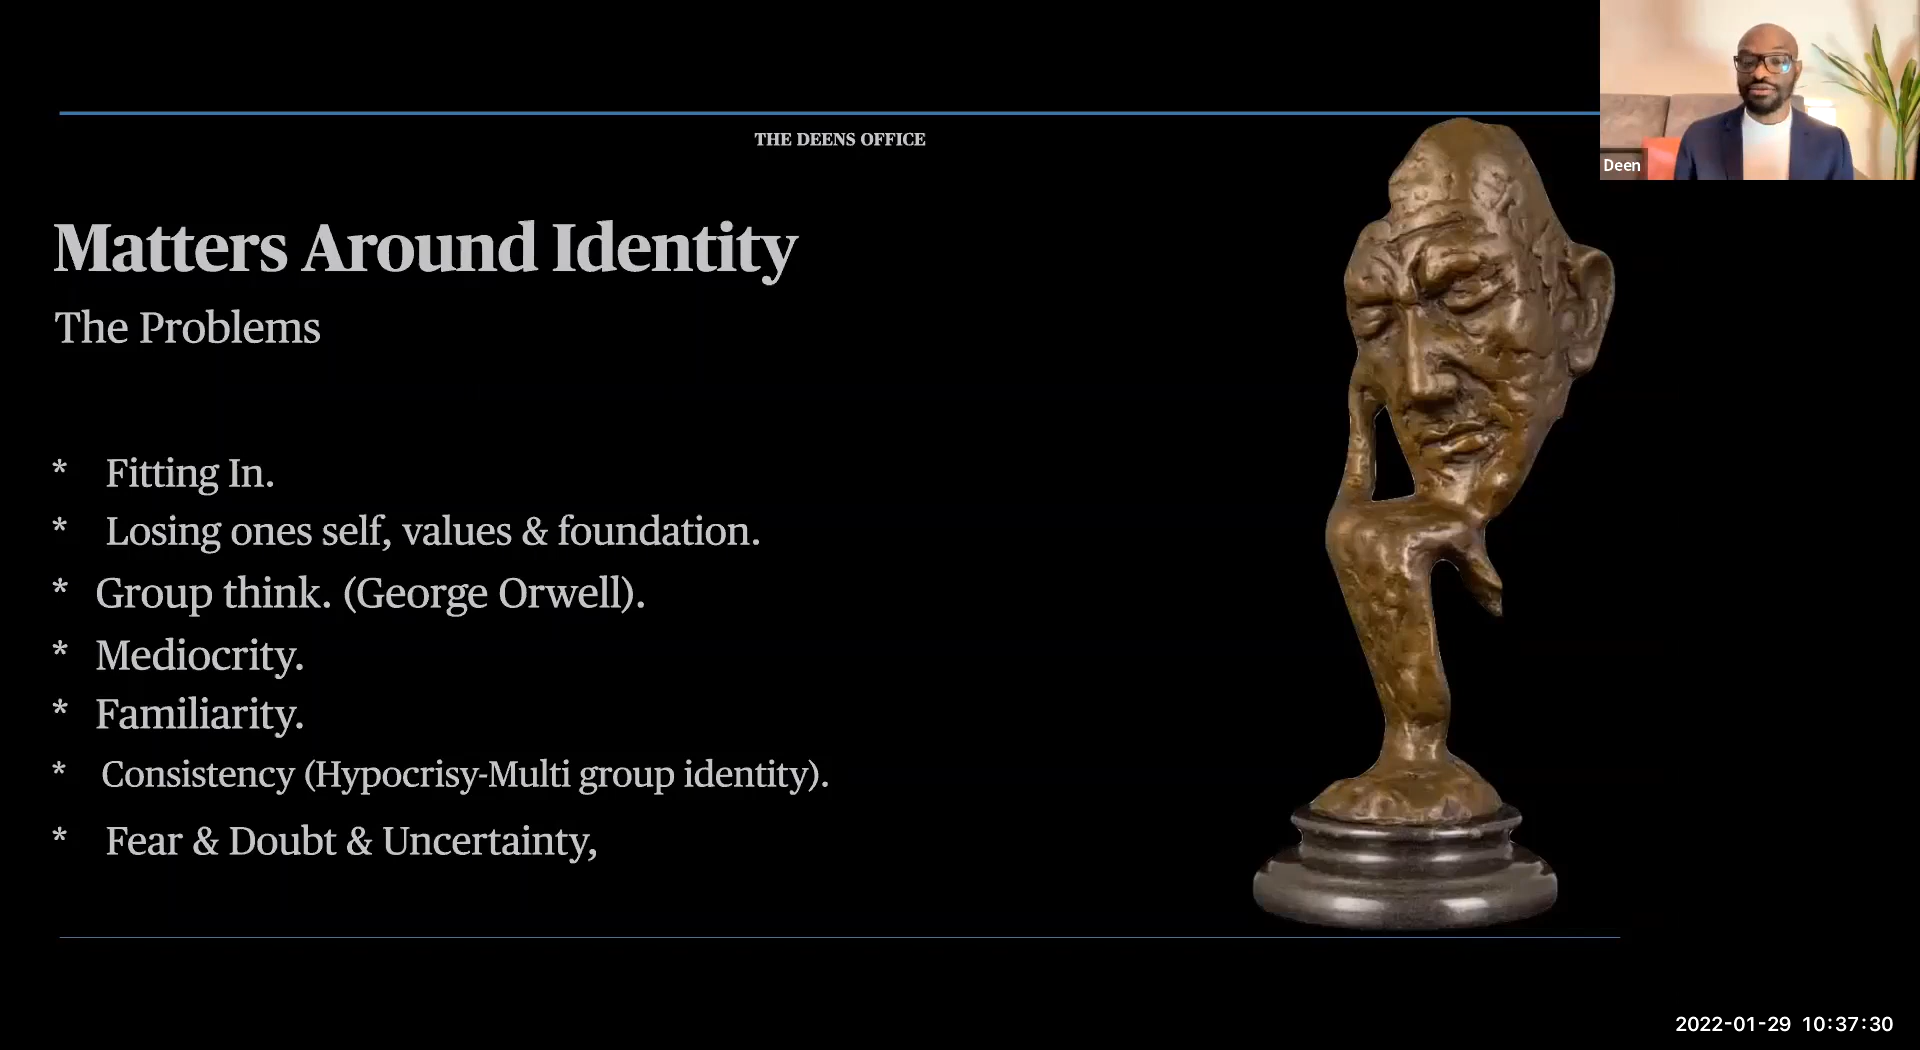 THE DEENS OFFICE
Deen
Matters Around Identity
The Problems
* Fitting In.
* Losing ones self, values & foundation.
* Group think. (George Orwell).
* Mediocrity.
* Familiarity.
* Consistency (Hypocrisy-Multi group identity).
* Fear & Doubt & Uncertainty,
2022-01-29 10:37:30